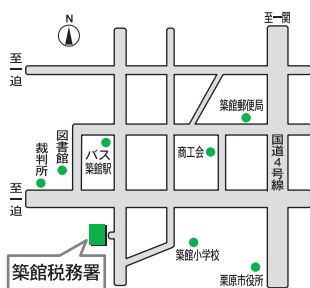 N
至一関
至一迫
築館郵便局
国道4号線
図書館
裁判所
バス
築館駅
商工会
至一迫
築館税務署
築館小学校
栗原市役所